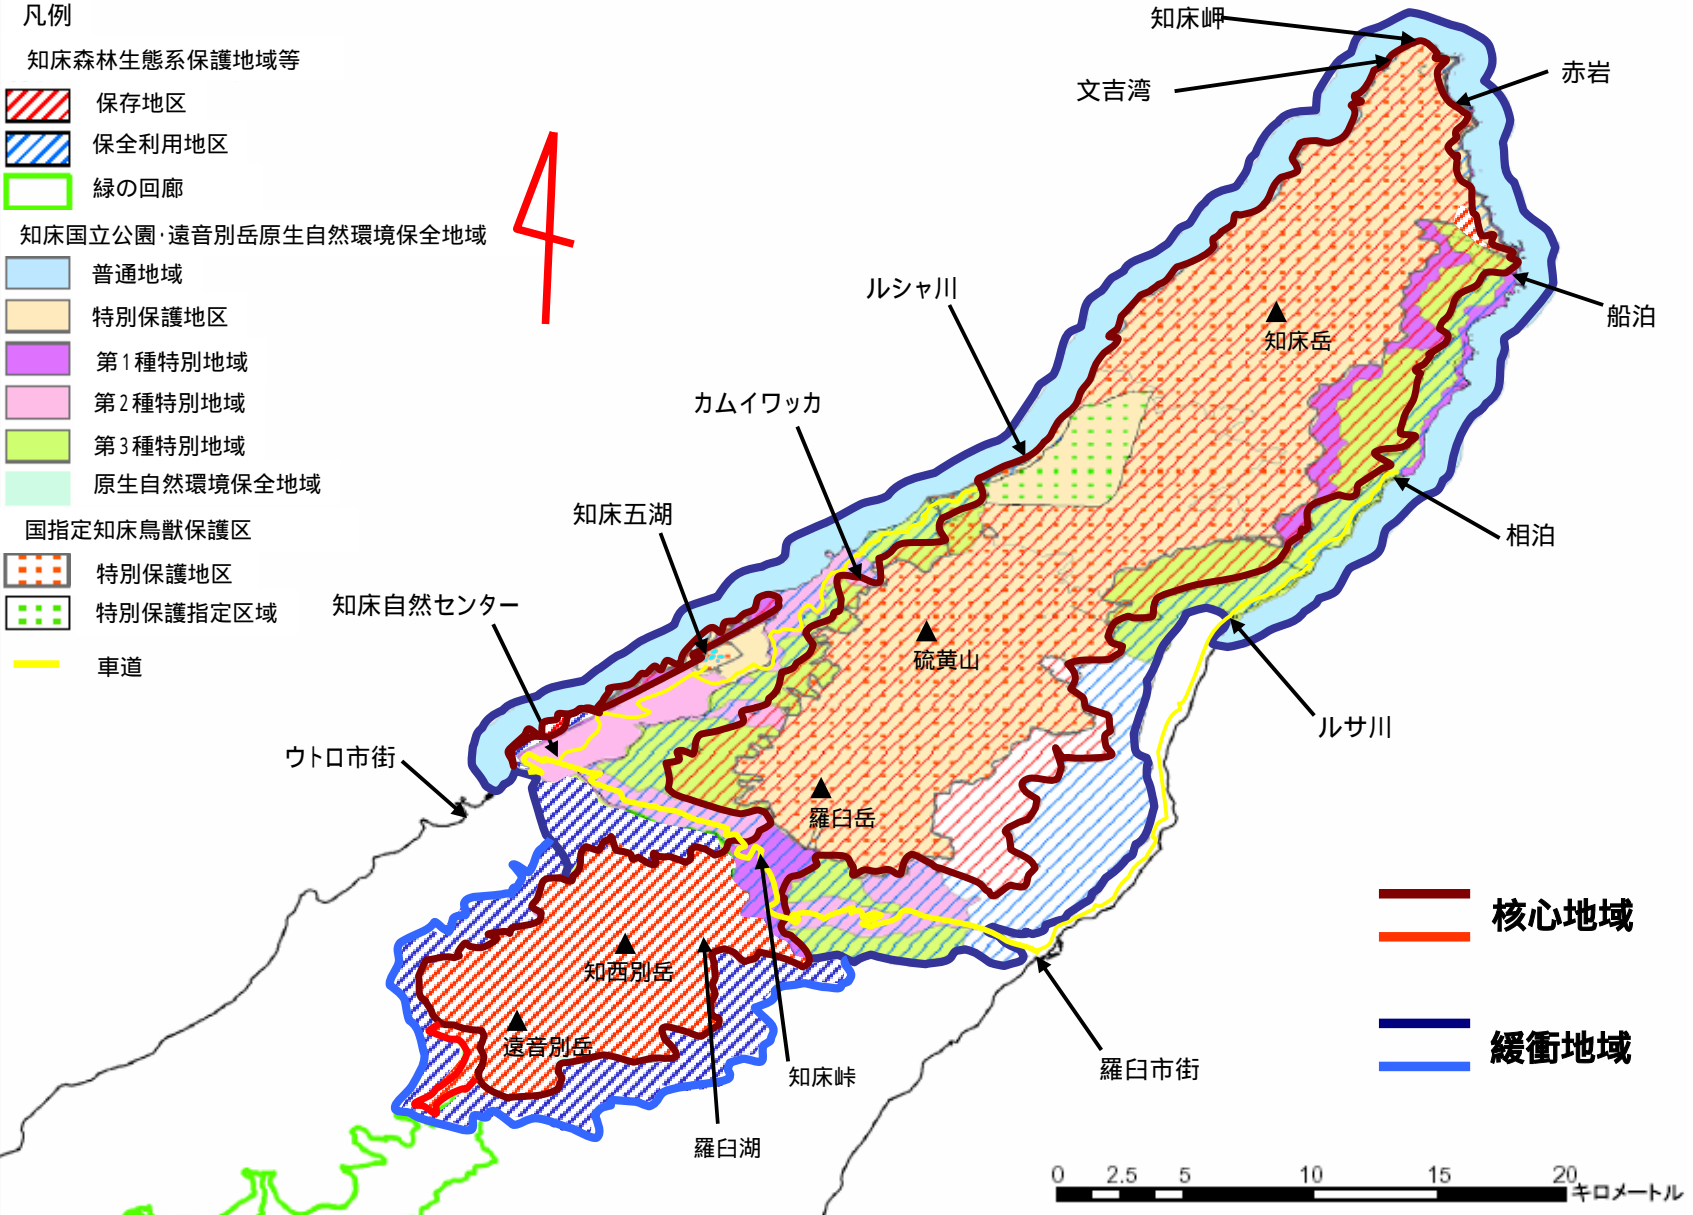 凡例
知床森林生態系保護地域等
保存地区
保全利用地区
緑の回廊
知床国立公園･遠音別岳原生自然環境保全地域
普通地域
特別保護地区
第1種特別地域
第2種特別地域
第3種特別地域
原生自然環境保全地域
国指定知床鳥獣保護区
特別保護地区
特別保護指定区域
車道
知床岬
文吉湾
赤岩
船泊
ルシャ川
知床岳
カムイワッカ
知床五湖
相泊
知床自然センター
硫黄山
ルサ川
ウトロ市街
羅臼岳
核心地域
知西別岳
遠音別岳
緩衝地域
知床峠
羅臼市街
羅臼湖
0 2.5 5 10 15 20
キロメートル